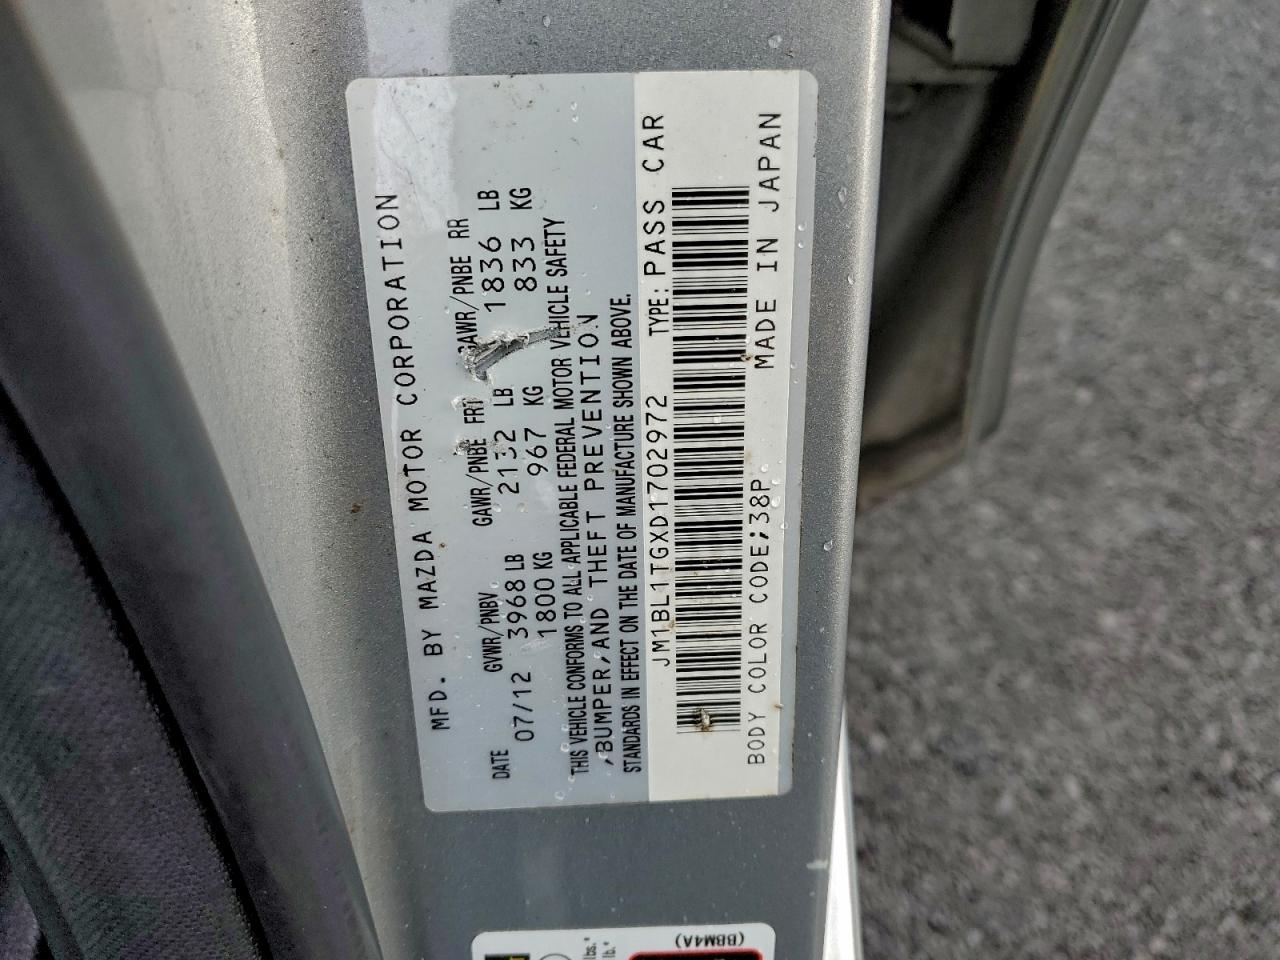 MFD. BY MAZDA MOTOR CORPORATION
DATE GVWR/PNBV GAWR/PNBE FRT GAWR/PNBE RR
07/12 3968 LB 2132 LB 1836 LB
1800 KG 967 KG 833 KG
THIS VEHICLE CONFORMS TO ALL APPLICABLE FEDERAL MOTOR VEHICLE SAFETY
,BUMPER,AND THEFT PREVENTION
STANDARDS IN EFFECT ON THE DATE OF MANUFACTURE SHOWN ABOVE.
JM1BL1TGXD1702972 TYPE: PASS CAR
BODY COLOR CODE;38P MADE IN JAPAN
(BBM4A)
lbs."
lb."